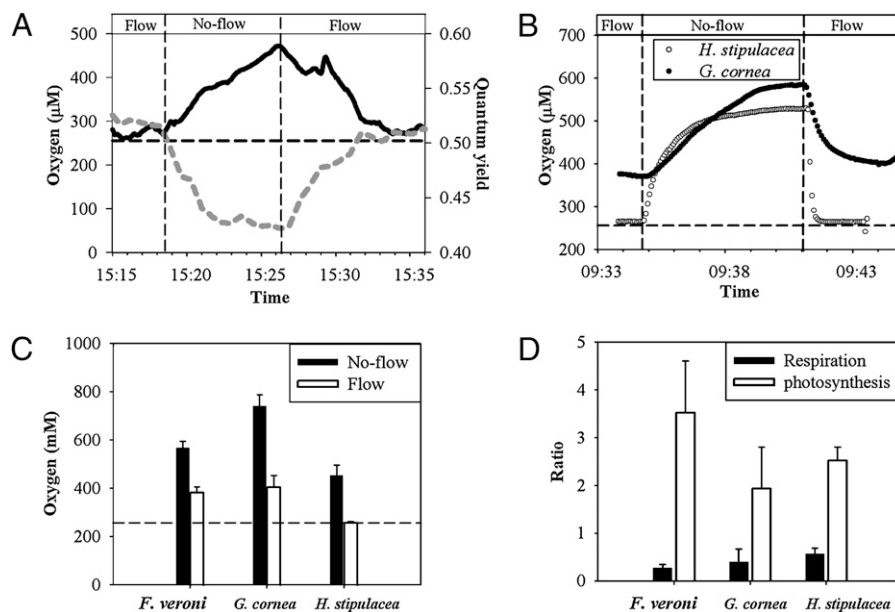 A
Flow
No-flow
Flow
500
400
300
200
100
0
Oxygen (µM)
0.60
0.55
0.50
0.45
0.40
Quantum yield
15:15
15:20
15:25
15:30
15:35
Time
B
Flow
No-flow
Flow
H. stipulacea
G. cornea
700
600
500
400
300
200
Oxygen (µM)
09:33
09:38
09:43
Time
C
1000
800
600
400
200
0
Oxygen (mM)
No-flow
Flow
F. veroni
G. cornea
H. stipulacea
D
5
4
3
2
1
0
Ratio
Respiration
photosynthesis
F. veroni
G. cornea
H. stipulacea